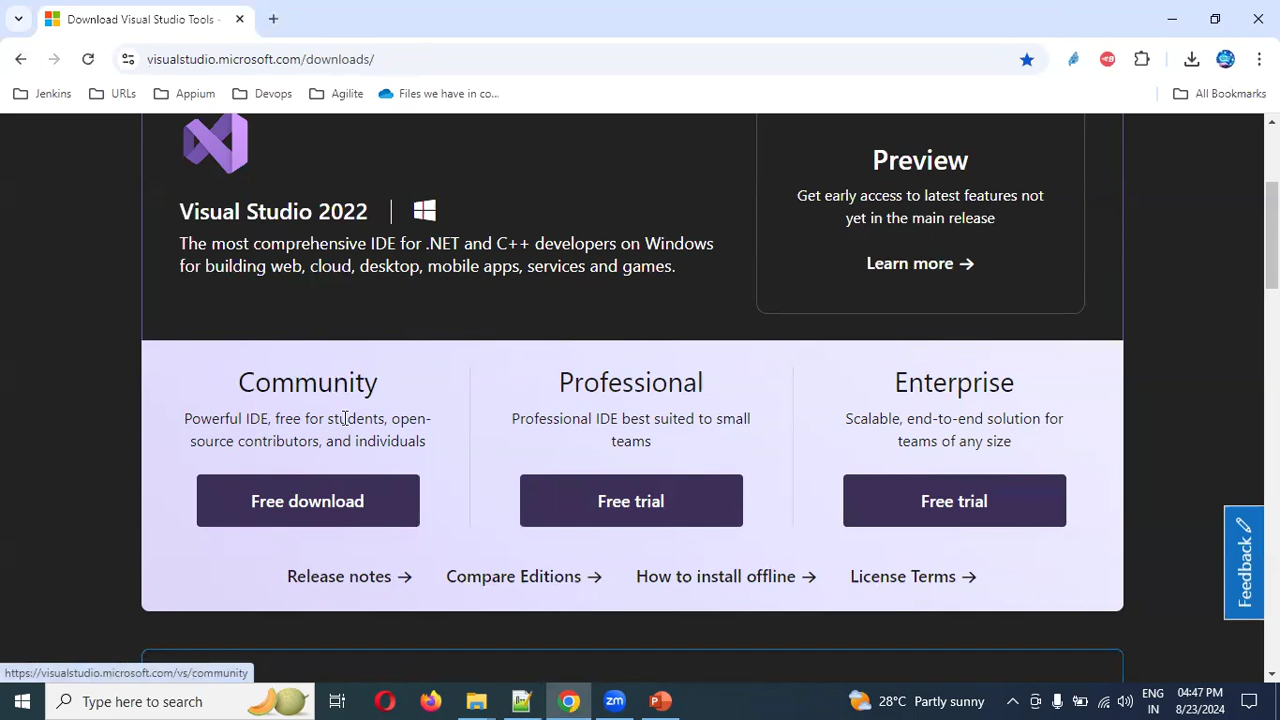 Download Visual Studio Tools -
visualstudio.microsoft.com/downloads/
Jenkins
URLs
Appium
Devops
Agilite
Files we have in co...
All Bookmarks
Visual Studio 2022
The most comprehensive IDE for .NET and C++ developers on Windows
for building web, cloud, desktop, mobile apps, services and games.
Preview
Get early access to latest features not
yet in the main release
Learn more →
Community
Powerful IDE, free for students, open-
source contributors, and individuals
Free download
Professional
Professional IDE best suited to small
teams
Free trial
Enterprise
Scalable, end-to-end solution for
teams of any size
Free trial
Release notes →
Compare Editions →
How to install offline →
License Terms →
Feedback
https://visualstudio.microsoft.com/vs/community
Type here to search
zm
28°C Partly sunny
ENG
IN
04:47 PM
8/23/2024